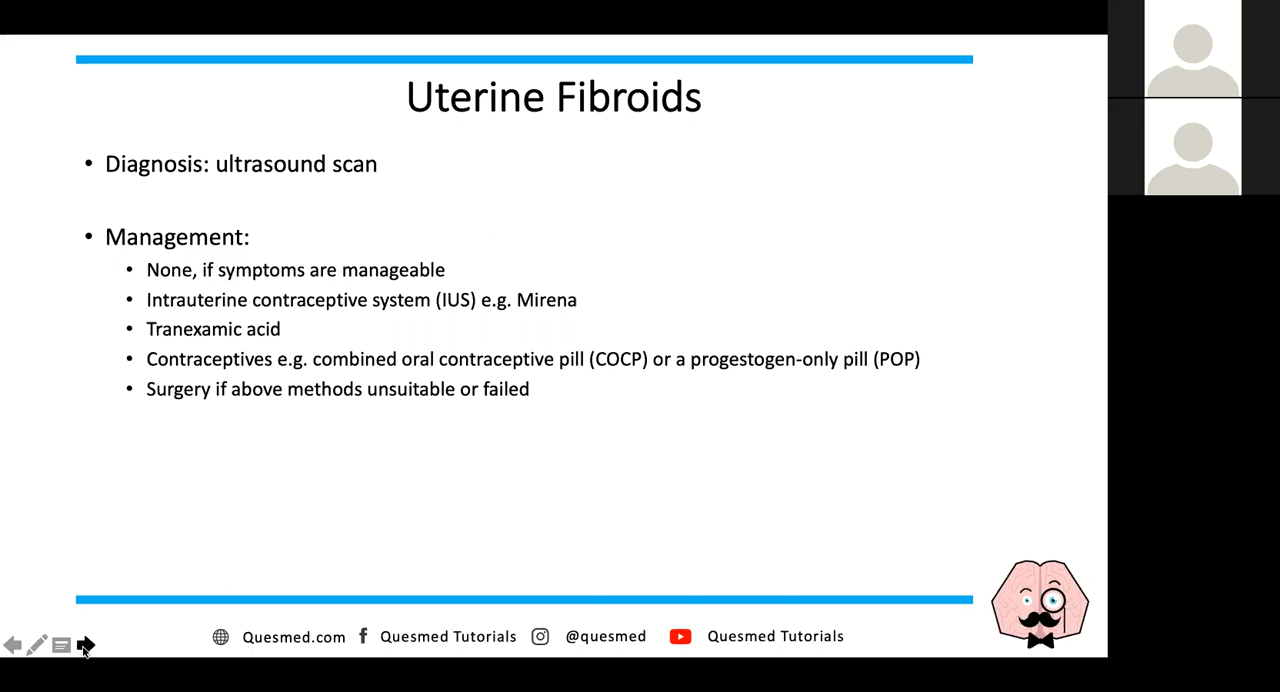 Uterine Fibroids
• Diagnosis: ultrasound scan
• Management:
• None, if symptoms are manageable
• Intrauterine contraceptive system (IUS) e.g. Mirena
• Tranexamic acid
• Contraceptives e.g. combined oral contraceptive pill (COCP) or a progestogen-only pill (POP)
• Surgery if above methods unsuitable or failed
Quesmed.com f Quesmed Tutorials @quesmed Quesmed Tutorials